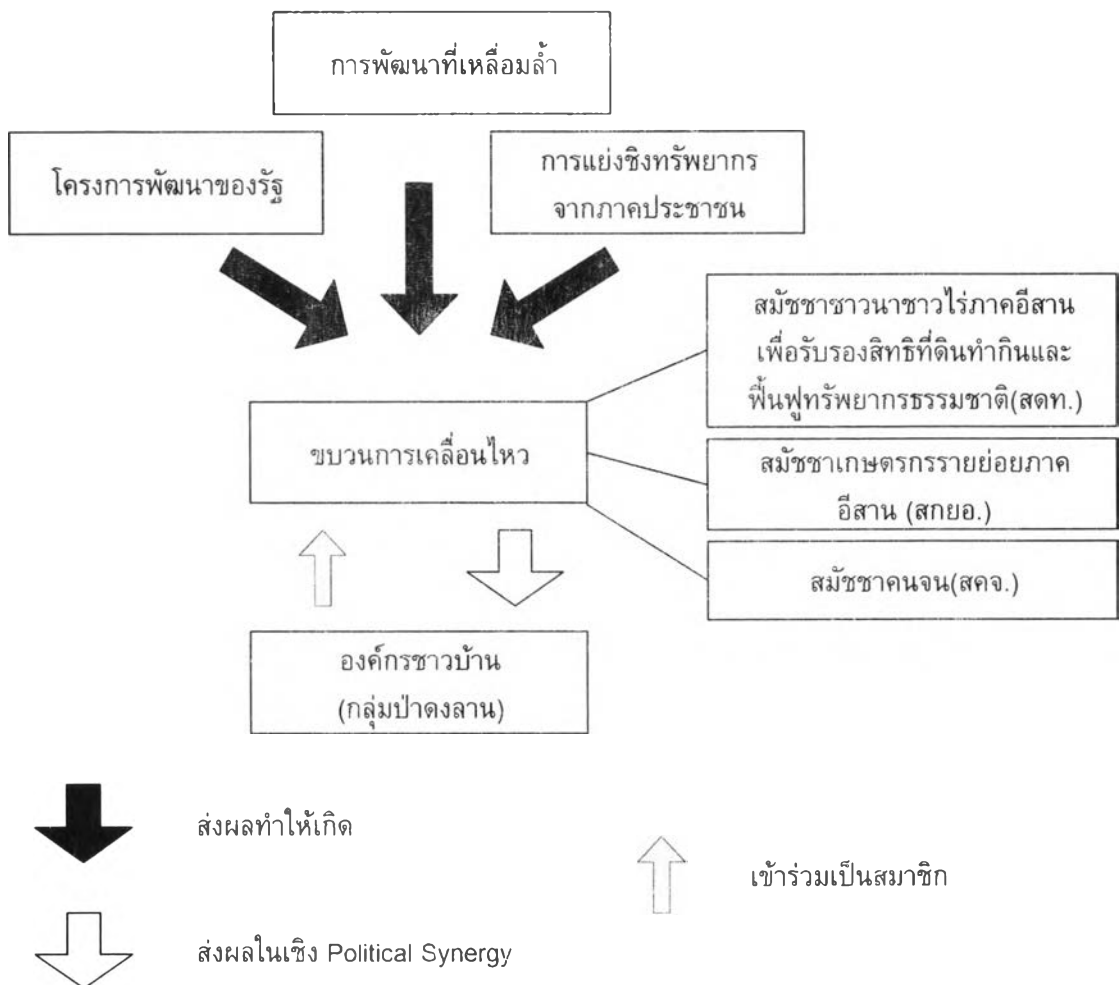 การพัฒนาที่เหลื่อมล้ำ
โครงการพัฒนาของรัฐ
การแย่งชิงทรัพยากร
จากภาคประชาชน
สมัชชาชาวนาชาวไร่ภาคอีสาน
เพื่อรับรองสิทธิที่ดินทำกินและ
ฟื้นฟูทรัพยากรธรรมชาติ(สดท.)
ขบวนการเคลื่อนไหว
สมัชชาเกษตรกรรายย่อยภาค
อีสาน (สกยอ.)
สมัชชาคนจน(สคจ.)
องค์กรชาวบ้าน
(กลุ่มป่าดงลาน)
ส่งผลทำให้เกิด
เข้าร่วมเป็นสมาชิก
ส่งผลในเชิง Political Synergy